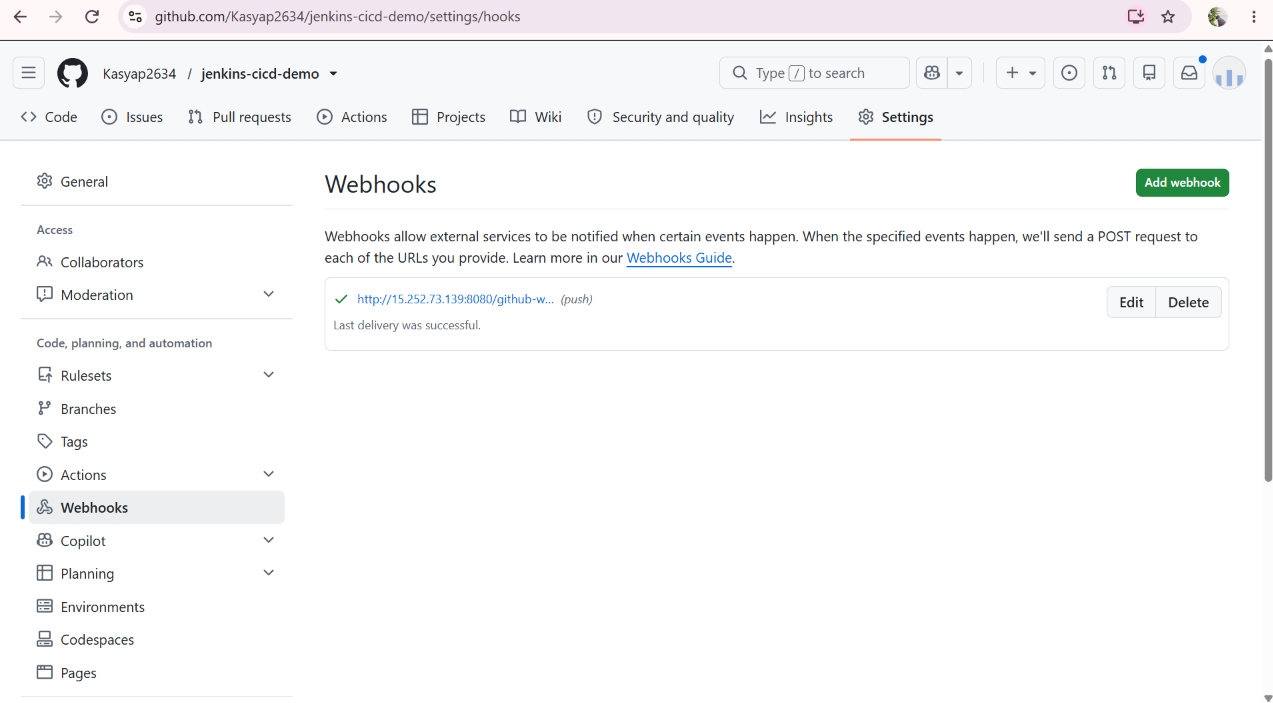 github.com/Kasyap2634/jenkins-cicd-demo/settings/hooks
Kasyap2634 / jenkins-cicd-demo
Type / to search
Code Issues Pull requests Actions Projects Wiki Security and quality Insights Settings
General
Access
Collaborators
Moderation
Code, planning, and automation
Rulesets
Branches
Tags
Actions
Webhooks
Copilot
Planning
Environments
Codespaces
Pages
Webhooks
Add webhook
Webhooks allow external services to be notified when certain events happen. When the specified events happen, we'll send a POST request to
each of the URLs you provide. Learn more in our Webhooks Guide.
http://15.252.73.139:8080/github-w... (push)
Edit Delete
Last delivery was successful.